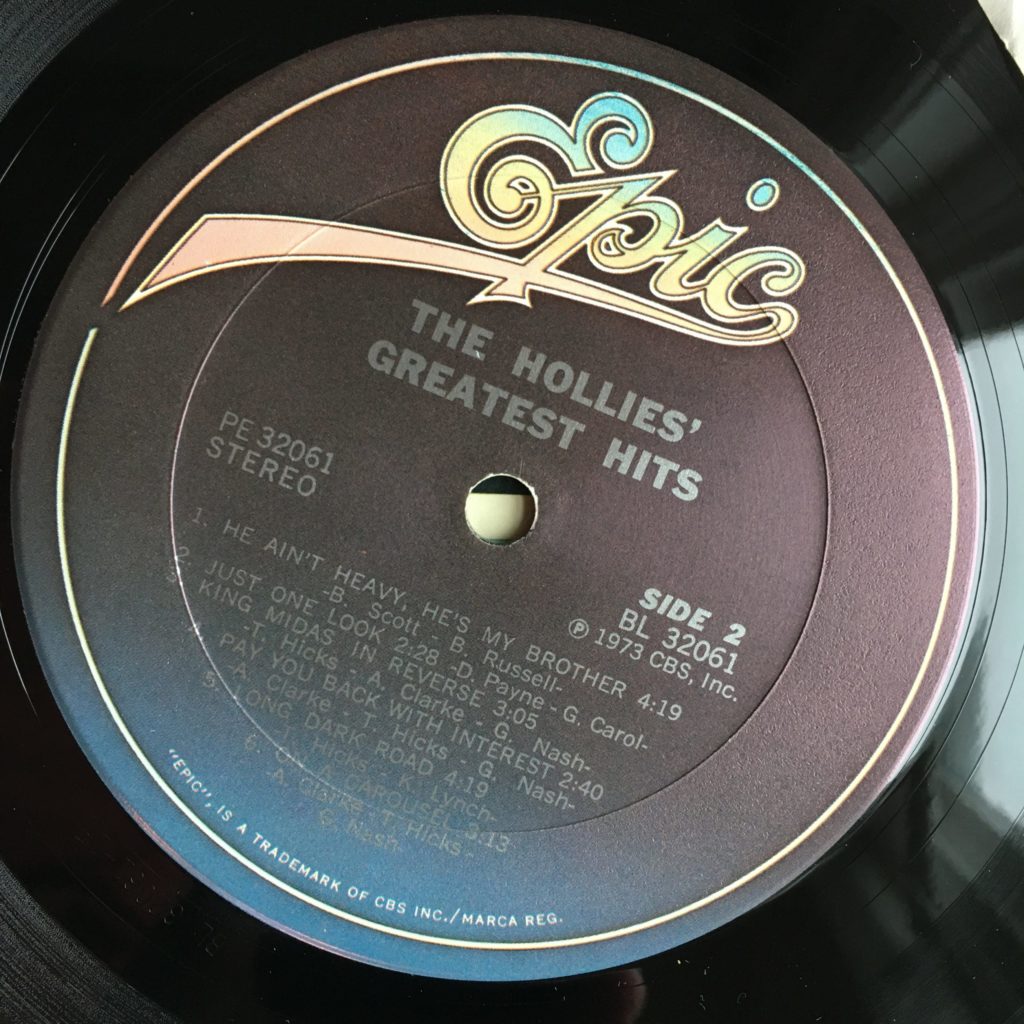 Epic
THE HOLLIES'
GREATEST HITS
PE 32061
STEREO
SIDE 2
BL 32061
℗ 1973 CBS, Inc.
1. HE AIN'T HEAVY, HE'S MY BROTHER 4:19
-B. Scott - B. Russell-
2. JUST ONE LOOK 2:28 -D. Payne - G. Carol-
3. KING MIDAS IN REVERSE 3:05
-T. Hicks - A. Clarke - G. Nash-
PAY YOU BACK WITH INTEREST 2:40
-A. Clarke - T. Hicks - G. Nash-
5. LONG DARK ROAD 4:19
-T. Hicks - K. Lynch-
6. ON A CAROUSEL 3:13
-A. Clarke - T. Hicks -
G. Nash-
"EPIC", IS A TRADEMARK OF CBS INC./MARCA REG.